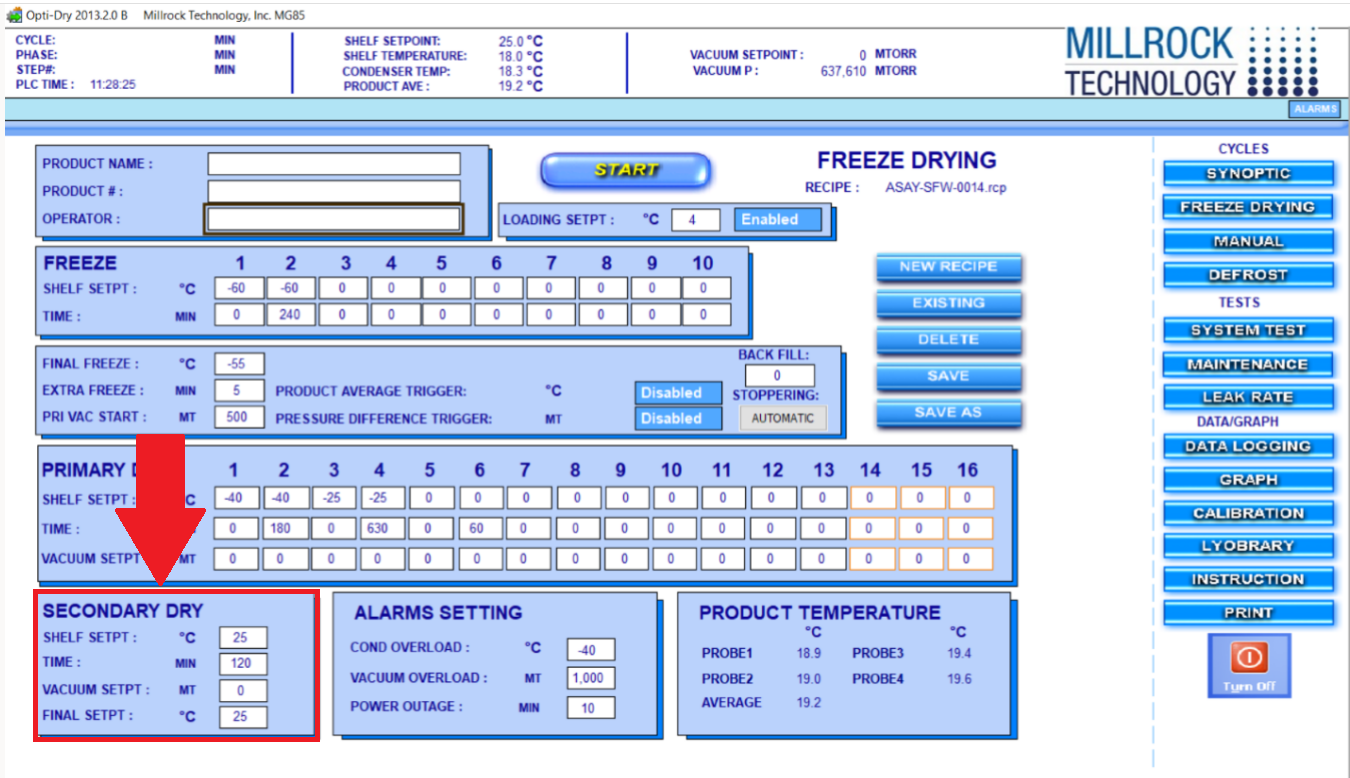 Opti-Dry 2013.2.0 B Millrock Technology, Inc. MG85
CYCLE: MIN
PHASE: MIN
STEP#: MIN
PLC TIME : 11:28:25
SHELF SETPOINT: 25.0 °C
SHELF TEMPERATURE: 18.0 °C
CONDENSER TEMP: 18.3 °C
PRODUCT AVE : 19.2 °C
VACUUM SETPOINT : 0 MTORR
VACUUM P : 637,610 MTORR
MILLROCK
TECHNOLOGY
ALARMS
PRODUCT NAME :
PRODUCT # :
OPERATOR :
START
FREEZE DRYING
RECIPE : ASAY-SFW-0014.rcp
LOADING SETPT : °C 4 Enabled
FREEZE 1 2 3 4 5 6 7 8 9 10
SHELF SETPT : °C -60 -60 0 0 0 0 0 0 0 0
TIME : MIN 0 240 0 0 0 0 0 0 0 0
NEW RECIPE
EXISTING
DELETE
SAVE
SAVE AS
FINAL FREEZE : °C -55
EXTRA FREEZE : MIN 5 PRODUCT AVERAGE TRIGGER: °C Disabled
PRI VAC START : MT 500 PRESSURE DIFFERENCE TRIGGER: MT Disabled
BACK FILL:
0
STOPPERING:
AUTOMATIC
PRIMARY 1 2 3 4 5 6 7 8 9 10 11 12 13 14 15 16
SHELF SETPT : C -40 -40 -25 -25 0 0 0 0 0 0 0 0 0 0 0 0
TIME : 0 180 0 630 0 60 0 0 0 0 0 0 0 0 0 0
VACUUM SETPT MT 0 0 0 0 0 0 0 0 0 0 0 0 0 0 0 0
SECONDARY DRY
SHELF SETPT : °C 25
TIME : MIN 120
VACUUM SETPT : MT 0
FINAL SETPT : °C 25
ALARMS SETTING
COND OVERLOAD : °C -40
VACUUM OVERLOAD : MT 1,000
POWER OUTAGE : MIN 10
PRODUCT TEMPERATURE
°C °C
PROBE1 18.9 PROBE3 19.4
PROBE2 19.0 PROBE4 19.6
AVERAGE 19.2
CYCLES
SYNOPTIC
FREEZE DRYING
MANUAL
DEFROST
TESTS
SYSTEM TEST
MAINTENANCE
LEAK RATE
DATA/GRAPH
DATA LOGGING
GRAPH
CALIBRATION
LYOBRARY
INSTRUCTION
PRINT
Turn Off